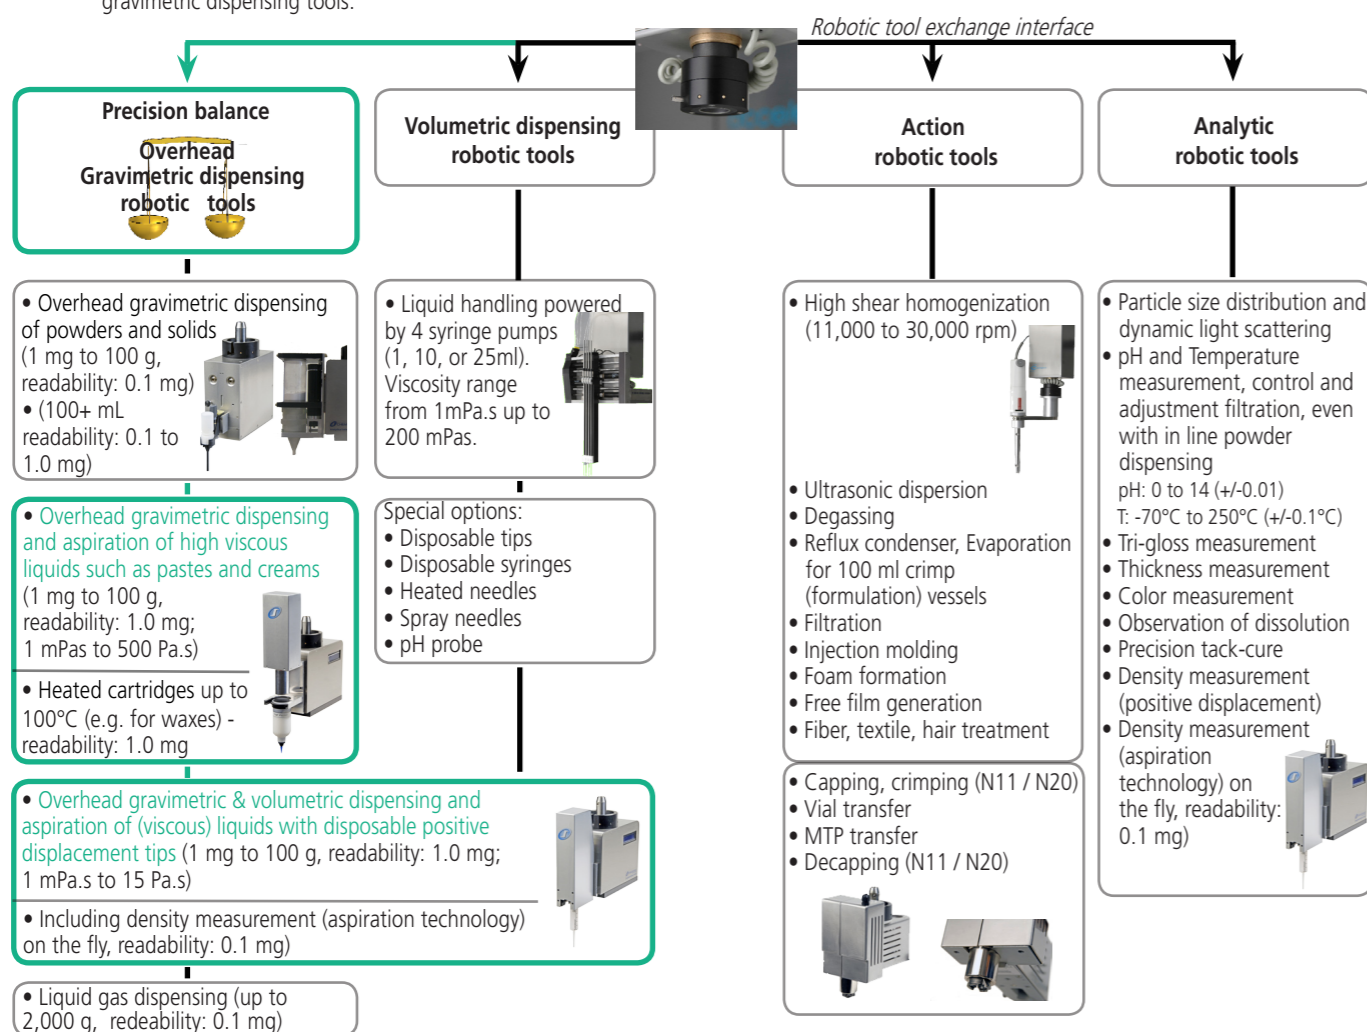 gravimetric dispensing tools.
Robotic tool exchange interface
Precision balance
Overhead
Gravimetric dispensing
robotic tools
• Overhead gravimetric dispensing
of powders and solids
(1 mg to 100 g,
readability: 0.1 mg)
• (100+ mL
readability: 0.1 to
1.0 mg)
• Overhead gravimetric dispensing
and aspiration of high viscous
liquids such as pastes and creams
(1 mg to 100 g,
readability: 1.0 mg;
1 mPas to 500 Pa.s)
• Heated cartridges up to
100°C (e.g. for waxes) -
readability: 1.0 mg
• Overhead gravimetric & volumetric dispensing and
aspiration of (viscous) liquids with disposable positive
displacement tips (1 mg to 100 g, readability: 1.0 mg;
1 mPa.s to 15 Pa.s)
• Including density measurement (aspiration technology)
on the fly, readability: 0.1 mg)
• Liquid gas dispensing (up to
2,000 g, redeability: 0.1 mg)
Volumetric dispensing
robotic tools
• Liquid handling powered
by 4 syringe pumps
(1, 10, or 25ml).
Viscosity range
from 1mPa.s up to
200 mPas.
Special options:
• Disposable tips
• Disposable syringes
• Heated needles
• Spray needles
• pH probe
Action
robotic tools
• High shear homogenization
(11,000 to 30,000 rpm)
• Ultrasonic dispersion
• Degassing
• Reflux condenser, Evaporation
for 100 ml crimp
(formulation) vessels
• Filtration
• Injection molding
• Foam formation
• Free film generation
• Fiber, textile, hair treatment
• Capping, crimping (N11 / N20)
• Vial transfer
• MTP transfer
• Decapping (N11 / N20)
Analytic
robotic tools
• Particle size distribution and
dynamic light scattering
• pH and Temperature
measurement, control and
adjustment filtration, even
with in line powder
dispensing
pH: 0 to 14 (+/-0.01)
T: -70°C to 250°C (+/-0.1°C)
• Tri-gloss measurement
• Thickness measurement
• Color measurement
• Observation of dissolution
• Precision tack-cure
• Density measurement
(positive displacement)
• Density measurement
(aspiration
technology) on
the fly, readability:
0.1 mg)